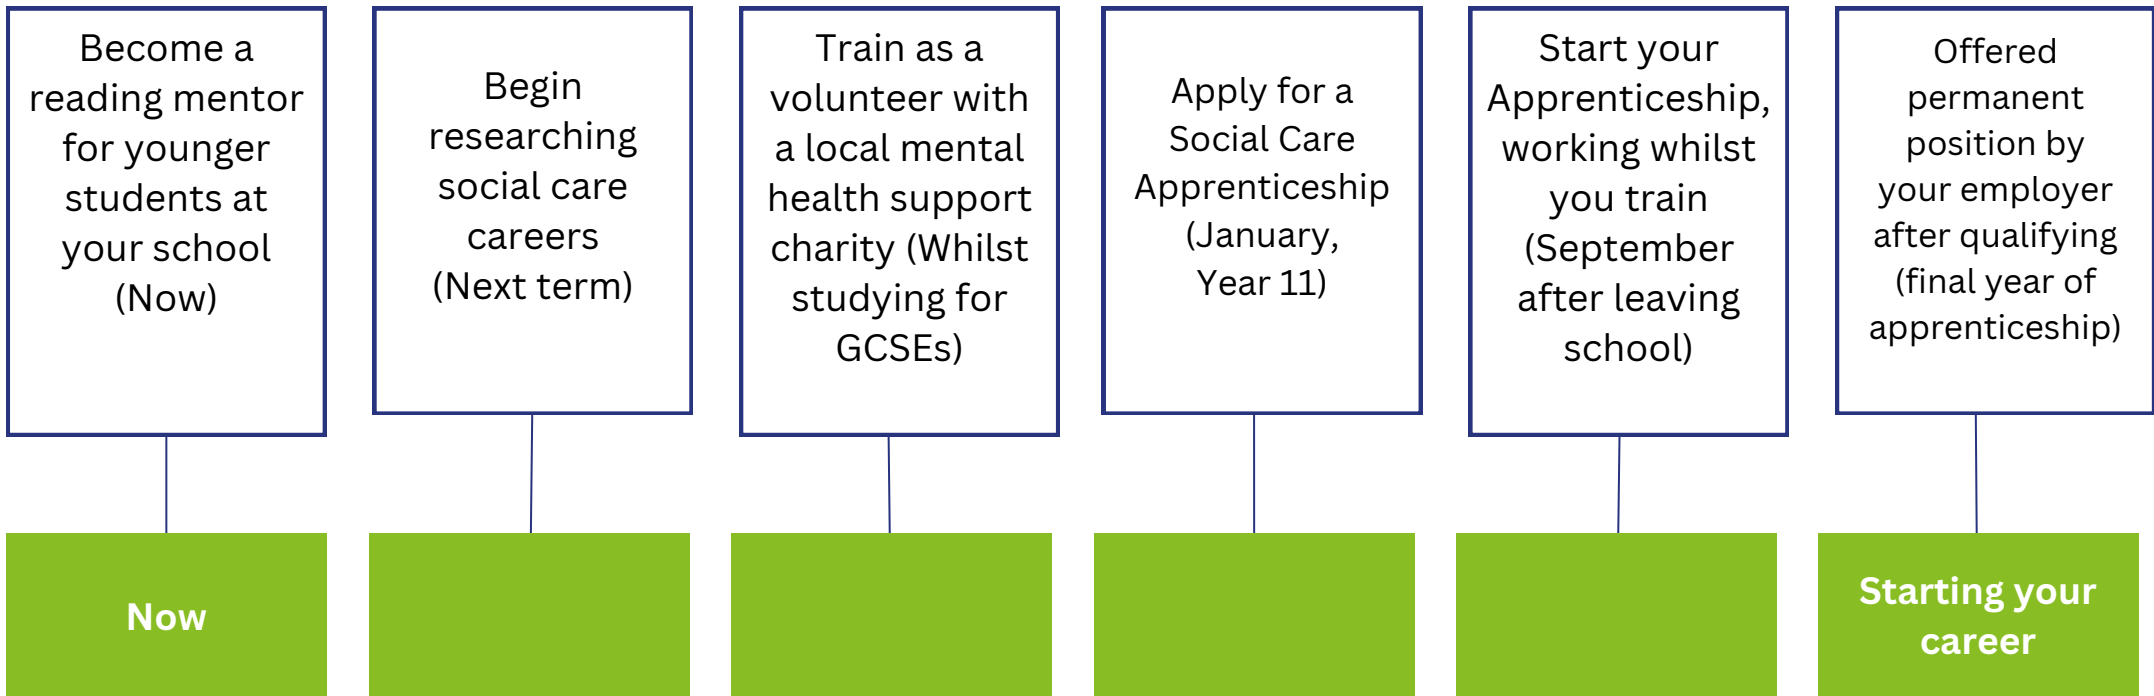 Become a
reading mentor
for younger
students at
your school
(Now)
Begin
researching
social care
careers
(Next term)
Train as a
volunteer with
a local mental
health support
charity (Whilst
studying for
GCSEs)
Apply for a
Social Care
Apprenticeship
(January,
Year 11)
Start your
Apprenticeship,
working whilst
you train
(September
after leaving
school)
Offered
permanent
position by
your employer
after qualifying
(final year of
apprenticeship)
Now
Starting your
career